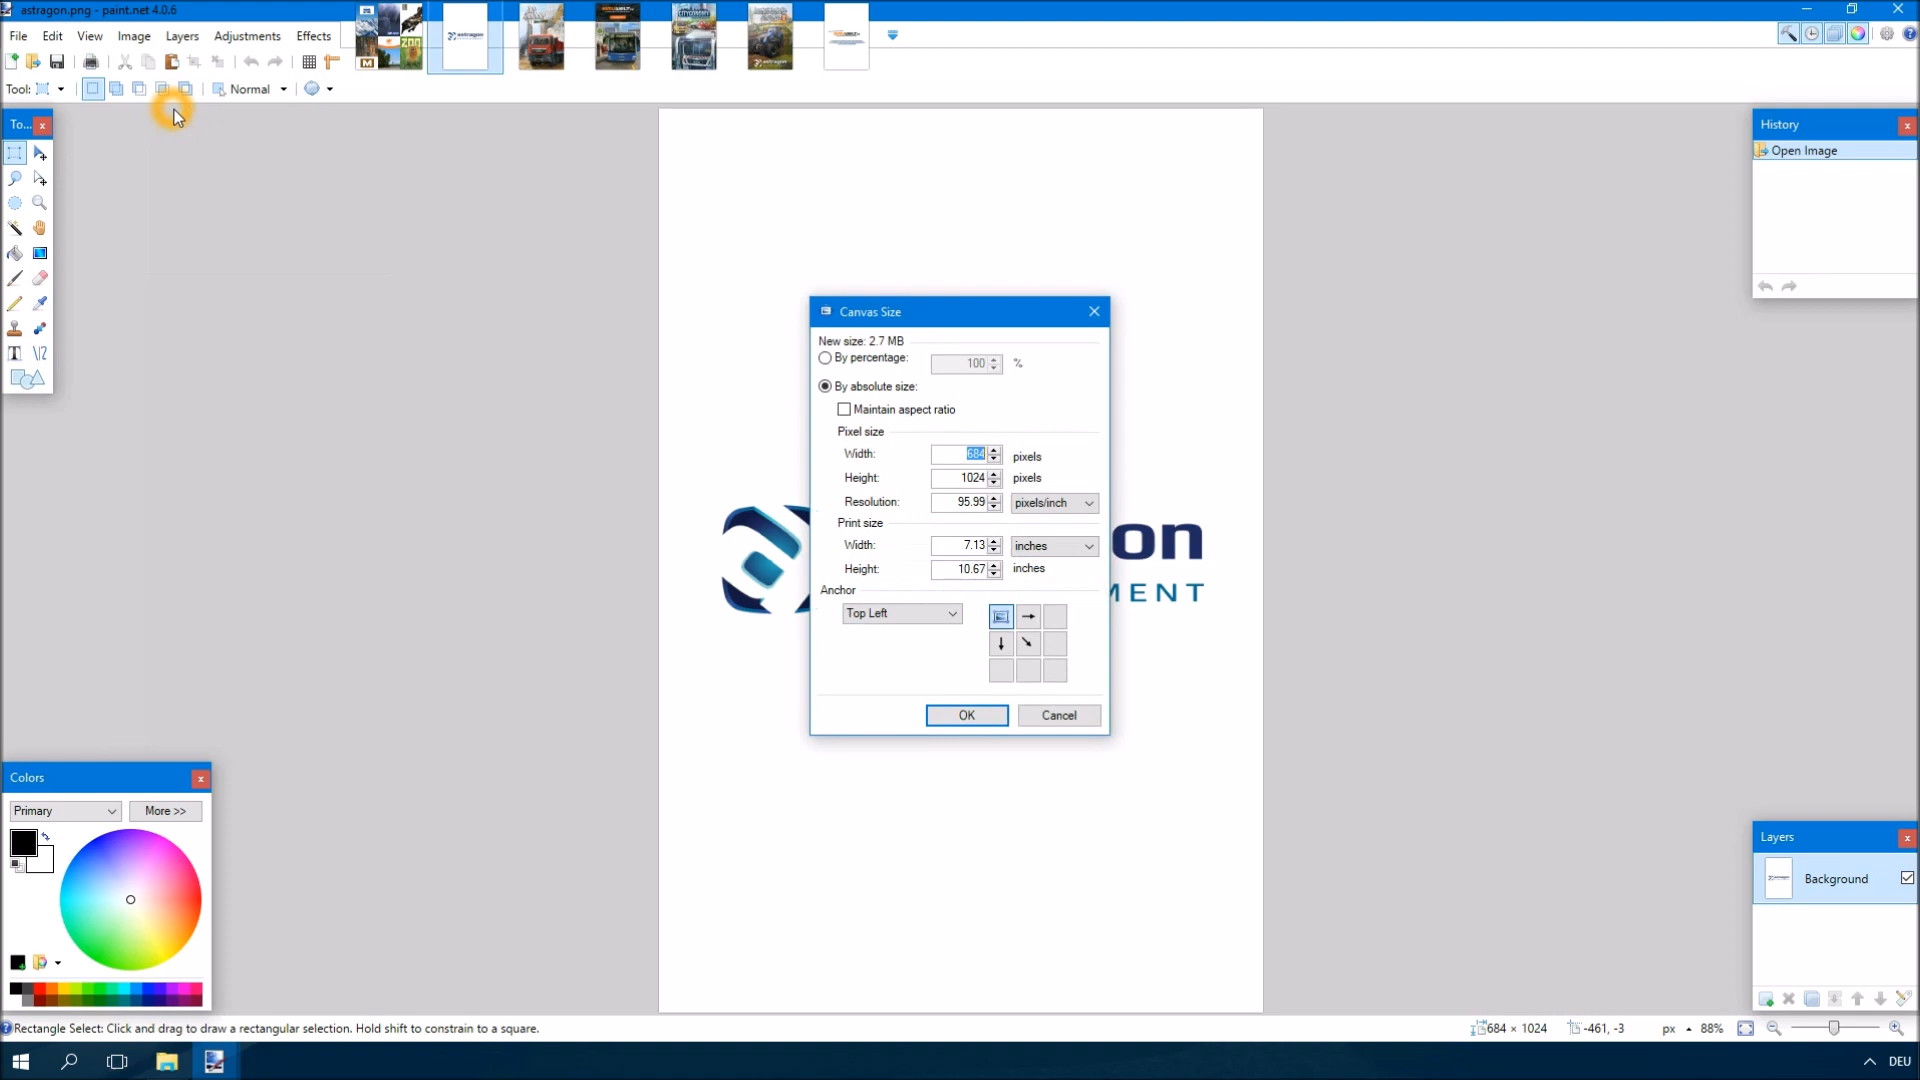 astragon.png - paint.net 4.0.6
File Edit View Image Layers Adjustments Effects
Tool: Normal
To...
History
Open Image
Canvas Size
New size: 2.7 MB
By percentage: 100 %
By absolute size:
Maintain aspect ratio
Pixel size
Width: 684 pixels
Height: 1024 pixels
Resolution: 95.99 pixels/inch
Print size
Width: 7.13 inches
Height: 10.67 inches
Anchor
Top Left
OK Cancel
on
MENT
Colors
Primary More >>
Layers
Background
Rectangle Select: Click and drag to draw a rectangular selection. Hold shift to constrain to a square.
684 × 1024 -461, -3 px 88%
DEU